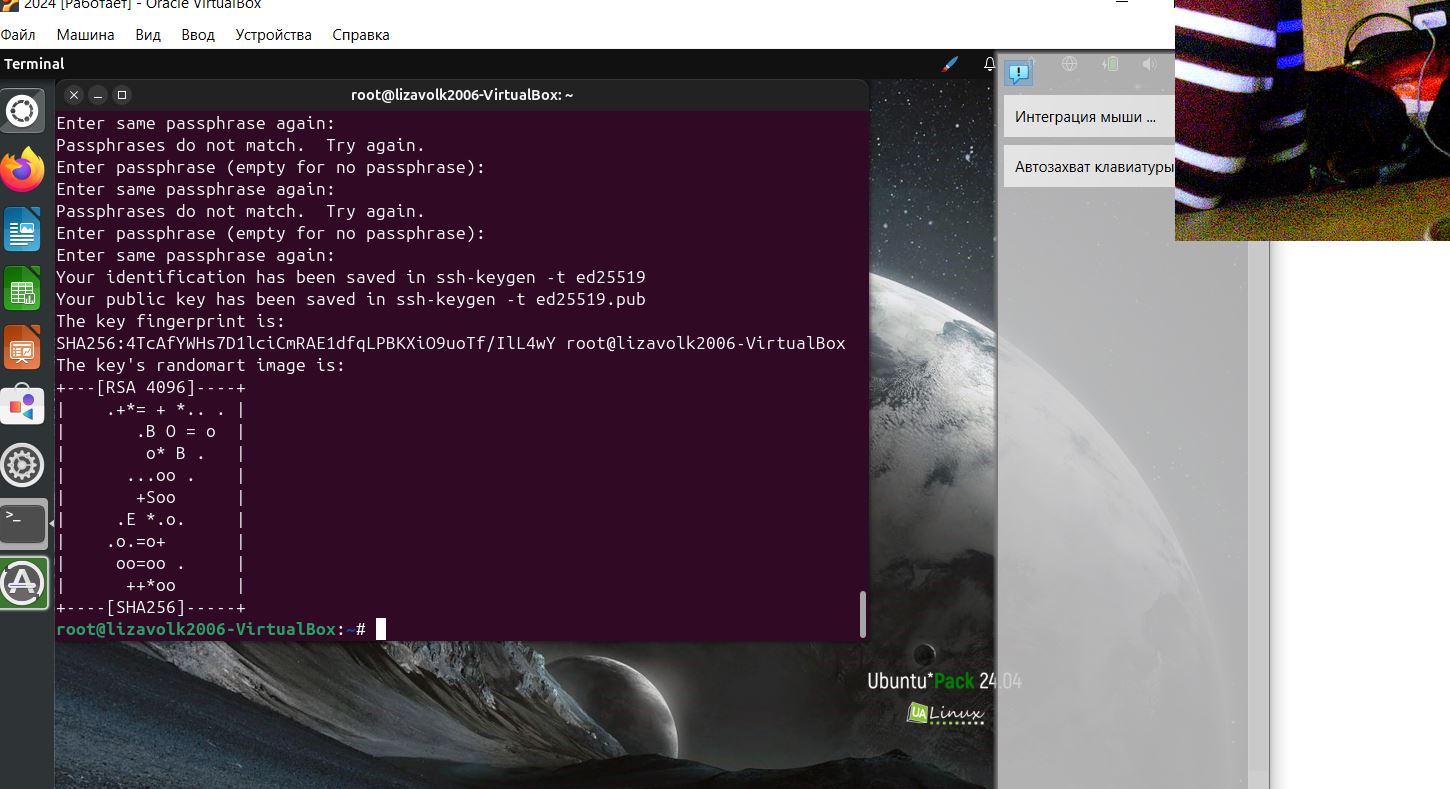 2024 [Работает] - Oracle VirtualBox
Файл Машина Вид Ввод Устройства Справка
Terminal
root@lizavolk2006-VirtualBox: ~
Enter same passphrase again:
Passphrases do not match.  Try again.
Enter passphrase (empty for no passphrase):
Enter same passphrase again:
Passphrases do not match.  Try again.
Enter passphrase (empty for no passphrase):
Enter same passphrase again:
Your identification has been saved in ssh-keygen -t ed25519
Your public key has been saved in ssh-keygen -t ed25519.pub
The key fingerprint is:
SHA256:4TcAfYWHs7D1lciCmRAE1dfqLPBKXiO9uoTf/IlL4wY root@lizavolk2006-VirtualBox
The key's randomart image is:
+---[RSA 4096]----+
|    .+*= + *.. . |
|       .B O = o  |
|        o* B .   |
|      ...oo .    |
|       +Soo      |
|     .E *.o.     |
|    .o.=o+       |
|     oo=oo .     |
|      ++*oo      |
+----[SHA256]-----+
root@lizavolk2006-VirtualBox:~#
Интеграция мыши ...
Автозахват клавиатуры
Ubuntu*Pack 24.04
UALinux